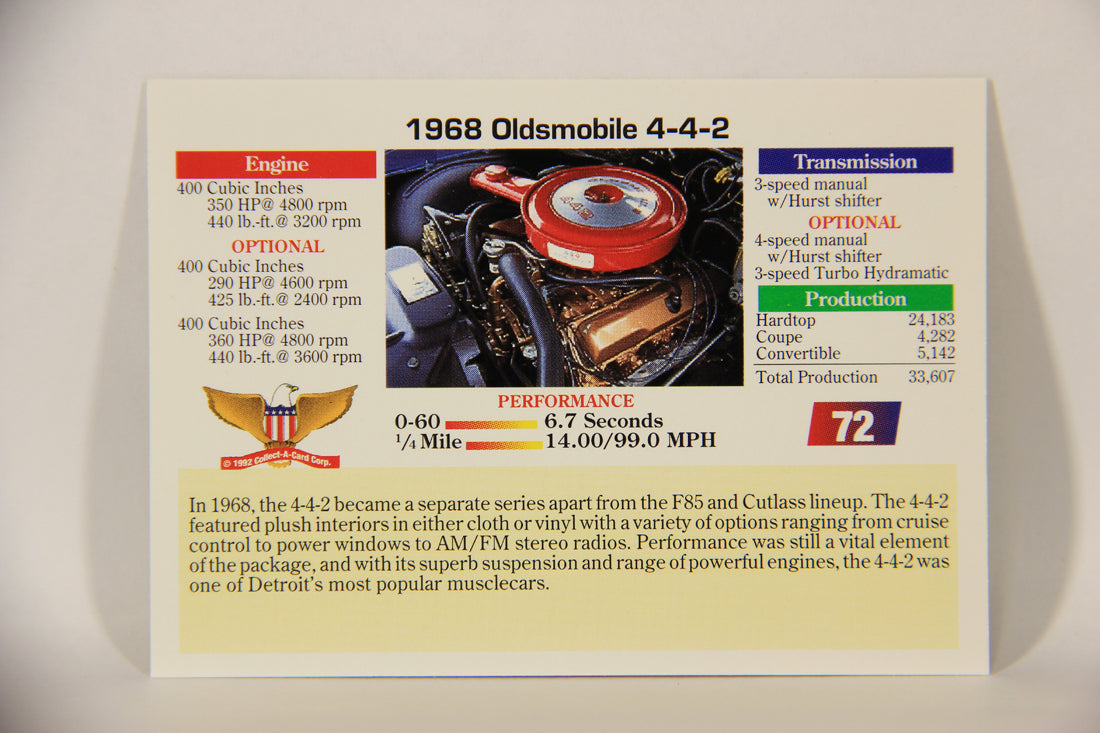 1968 Oldsmobile 4-4-2
Engine
400 Cubic Inches
350 HP@ 4800 rpm
440 lb.-ft.@ 3200 rpm
OPTIONAL
400 Cubic Inches
290 HP@ 4600 rpm
425 lb.-ft.@ 2400 rpm
400 Cubic Inches
360 HP@ 4800 rpm
440 lb.-ft.@ 3600 rpm
© 1992 Collect-A-Card Corp.
442
PERFORMANCE
0-60 6.7 Seconds
1/4 Mile 14.00/99.0 MPH
Transmission
3-speed manual
w/Hurst shifter
OPTIONAL
4-speed manual
w/Hurst shifter
3-speed Turbo Hydramatic
Production
Hardtop 24,183
Coupe 4,282
Convertible 5,142
Total Production 33,607
72
In 1968, the 4-4-2 became a separate series apart from the F85 and Cutlass lineup. The 4-4-2
featured plush interiors in either cloth or vinyl with a variety of options ranging from cruise
control to power windows to AM/FM stereo radios. Performance was still a vital element
of the package, and with its superb suspension and range of powerful engines, the 4-4-2 was
one of Detroit's most popular musclecars.